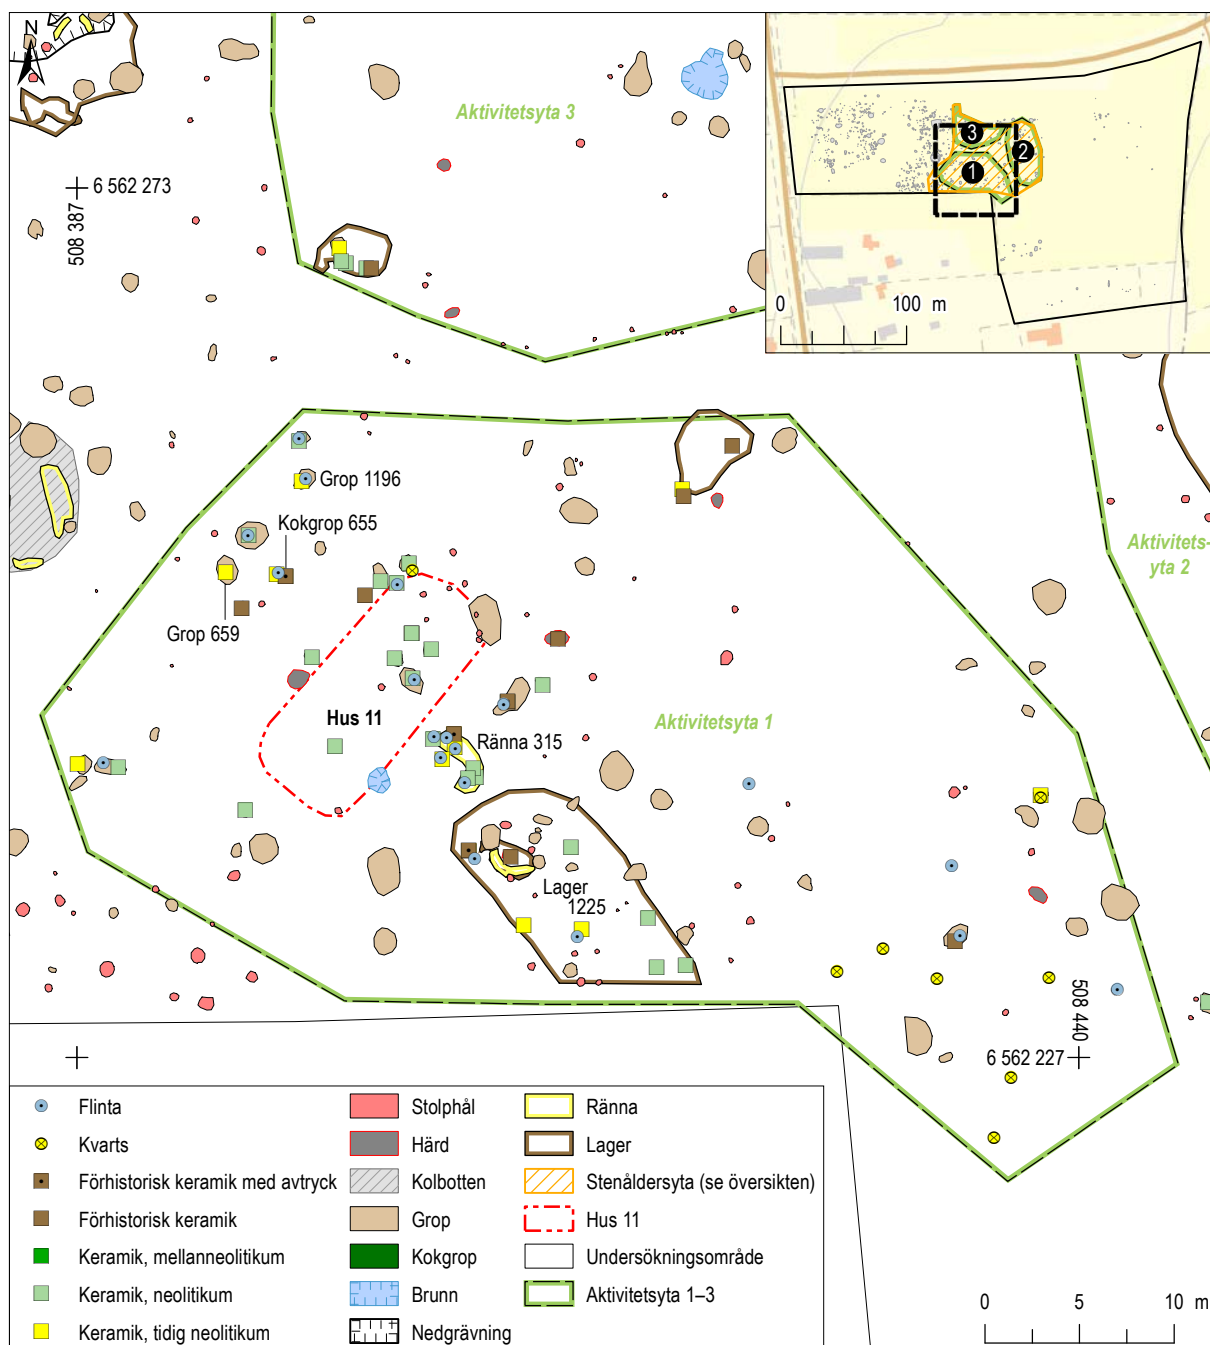 N
Aktivitetsyta 3
3
2
1
6 562 273
508 387
0
100 m
Grop 1196
Kokgrop 655
Aktivitets-
yta 2
Grop 659
Hus 11
Aktivitetsyta 1
Ränna 315
Lager
1225
508 440
6 562 227
Flinta
Kvarts
Förhistorisk keramik med avtryck
Förhistorisk keramik
Keramik, mellanneolitikum
Keramik, neolitikum
Keramik, tidig neolitikum
Stolphål
Härd
Kolbotten
Grop
Kokgrop
Brunn
Nedgrävning
Ränna
Lager
Stenåldersyta (se översikten)
Hus 11
Undersökningsområde
Aktivitetsyta 1–3
0 5 10 m